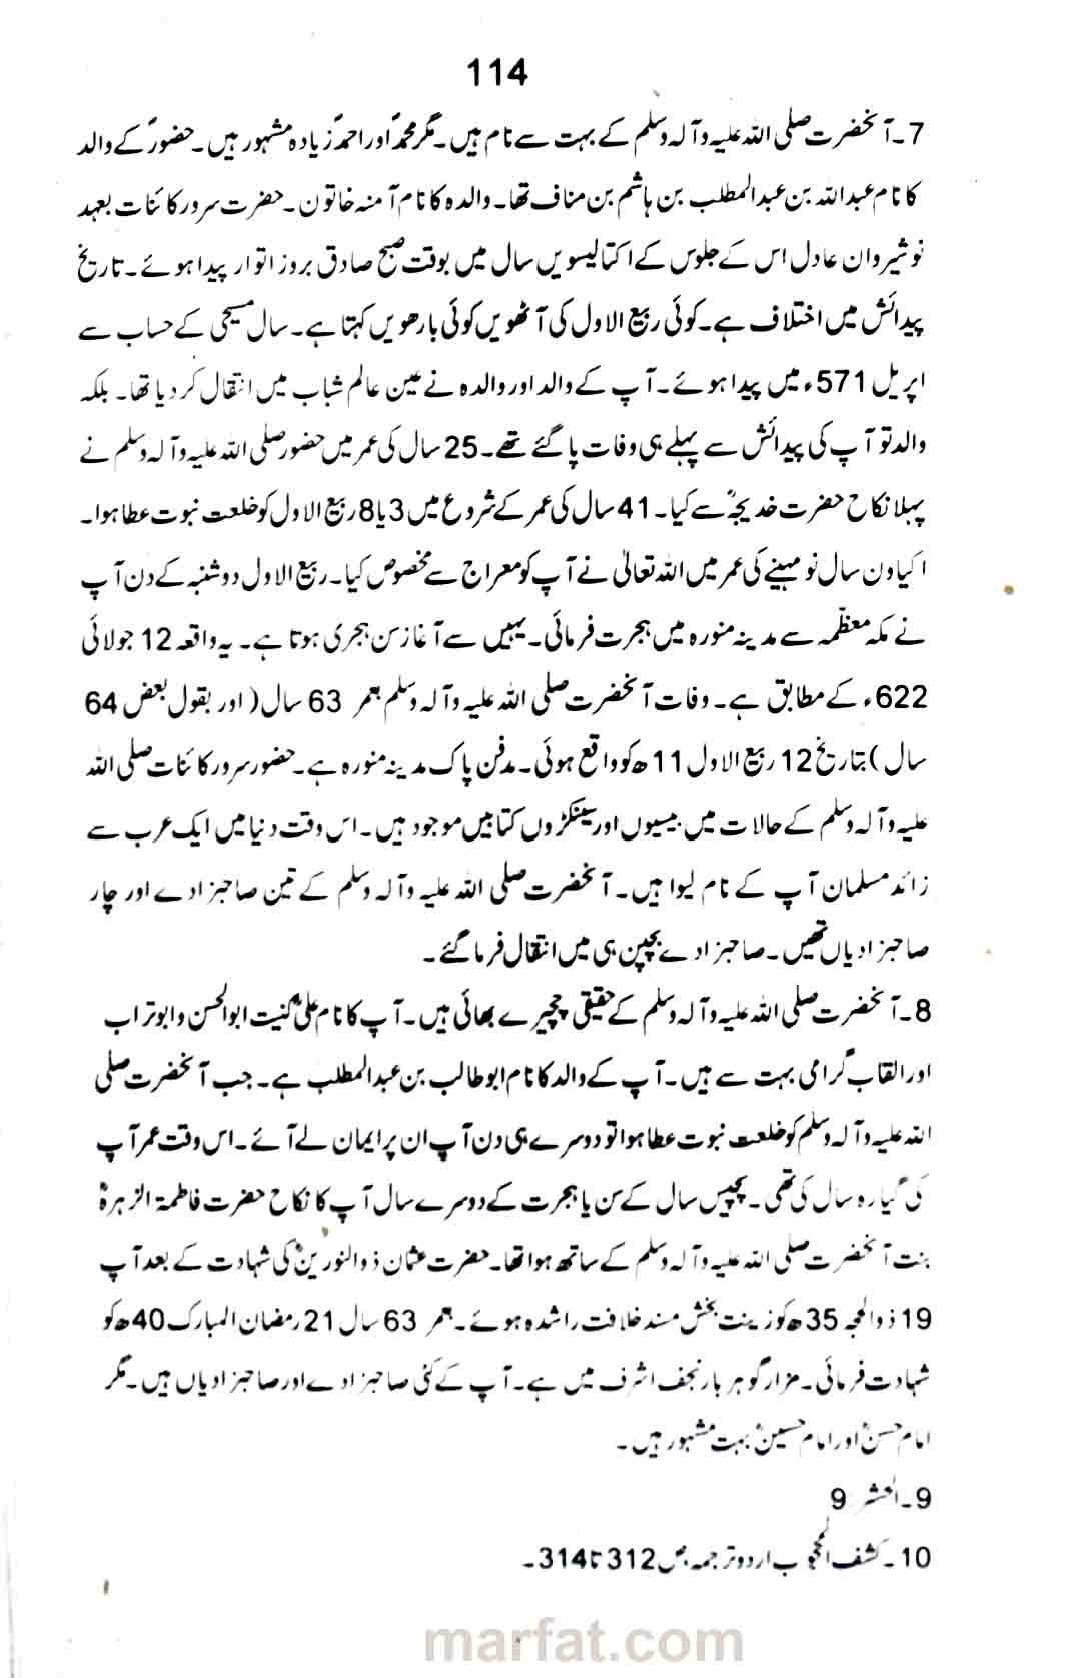 114
7۔ آنحضرت صلی اللہ علیہ وآلہ وسلم کے بہت سے نام ہیں۔ مگر محمدؐ اور احمدؐ زیادہ مشہور ہیں۔ حضورؐ کے والد
کا نام عبداللہ بن عبدالمطلب بن ہاشم بن مناف تھا۔ والدہ کا نام آمنہ خاتون۔ حضرت سرور کائنات بعہد
نوشیروان عادل اس کے جلوس کے اکتالیسویں سال میں بوقت صبح صادق بروز اتوار پیدا ہوئے۔ تاریخ
پیدائش میں اختلاف ہے۔ کوئی ربیع الاول کی آٹھویں کوئی بارھویں کہتا ہے۔ سال مسیحی کے حساب سے
اپریل 571ء میں پیدا ہوئے۔ آپ کے والد اور والدہ نے عین عالم شباب میں انتقال کر دیا تھا۔ بلکہ
والد تو آپ کی پیدائش سے پہلے ہی وفات پا گئے تھے۔ 25 سال کی عمر میں حضور صلی اللہ علیہ وآلہ وسلم نے
پہلا نکاح حضرت خدیجہؓ سے کیا۔ 41 سال کی عمر کے شروع میں 3 یا 8 ربیع الاول کو خلعت نبوت عطا ہوا۔
اکیاون سال نو مہینے کی عمر میں اللہ تعالیٰ نے آپ کو معراج سے مخصوص کیا۔ ربیع الاول دوشنبہ کے دن آپ
نے مکہ معظّمہ سے مدینہ منورہ میں ہجرت فرمائی۔ یہیں سے آغاز سن ہجری ہوتا ہے۔ یہ واقعہ 12 جولائی
622ء کے مطابق ہے۔ وفات آنحضرت صلی اللہ علیہ وآلہ وسلم بعمر 63 سال (اور بقول بعض 64
سال) بتاریخ 12 ربیع الاول 11ھ کو واقع ہوئی۔ مدفن پاک مدینہ منورہ ہے۔ حضور سرور کائنات صلی اللہ
علیہ وآلہ وسلم کے حالات میں بیسیوں اور سینکڑوں کتابیں موجود ہیں۔ اس وقت دنیا میں ایک عرب سے
زائد مسلمان آپ کے نام لیوا ہیں۔ آنحضرت صلی اللہ علیہ وآلہ وسلم کے تین صاحبزادے اور چار
صاحبزادیاں تھیں۔ صاحبزادے بچپن ہی میں انتقال فرما گئے۔
8۔ آنحضرت صلی اللہ علیہ وآلہ وسلم کے حقیقی چچیرے بھائی ہیں۔ آپ کا نام علیؓ کنیت ابوالحسن و ابوتراب
اور القاب گرامی بہت سے ہیں۔ آپ کے والد کا نام ابوطالب بن عبدالمطلب ہے۔ جب آنحضرت صلی
اللہ علیہ وآلہ وسلم کو خلعت نبوت عطا ہوا تو دوسرے ہی دن آپ ان پر ایمان لے آئے۔ اس وقت عمر آپ
کی گیارہ سال کی تھی۔ پچیس سال کے سن یا ہجرت کے دوسرے سال آپ کا نکاح حضرت فاطمۃ الزہرہؓ
بنت آنحضرت صلی اللہ علیہ وآلہ وسلم کے ساتھ ہوا تھا۔ حضرت عثمان ذوالنورینؓ کی شہادت کے بعد آپ
19 ذوالحجہ 35ھ کو زینت بخش مسند خلافت راشدہ ہوئے۔ بعمر 63 سال 21 رمضان المبارک 40ھ کو
شہادت فرمائی۔ مزار گوہر بار نجف اشرف میں ہے۔ آپ کے کئی صاحبزادے اور صاحبزادیاں ہیں۔ مگر
امام حسنؓ اور امام حسینؓ بہت مشہور ہیں۔
9۔ الحشر 9
10۔ کشف المحجوب اردو ترجمہ ص 312 تا 314۔
marfat.com